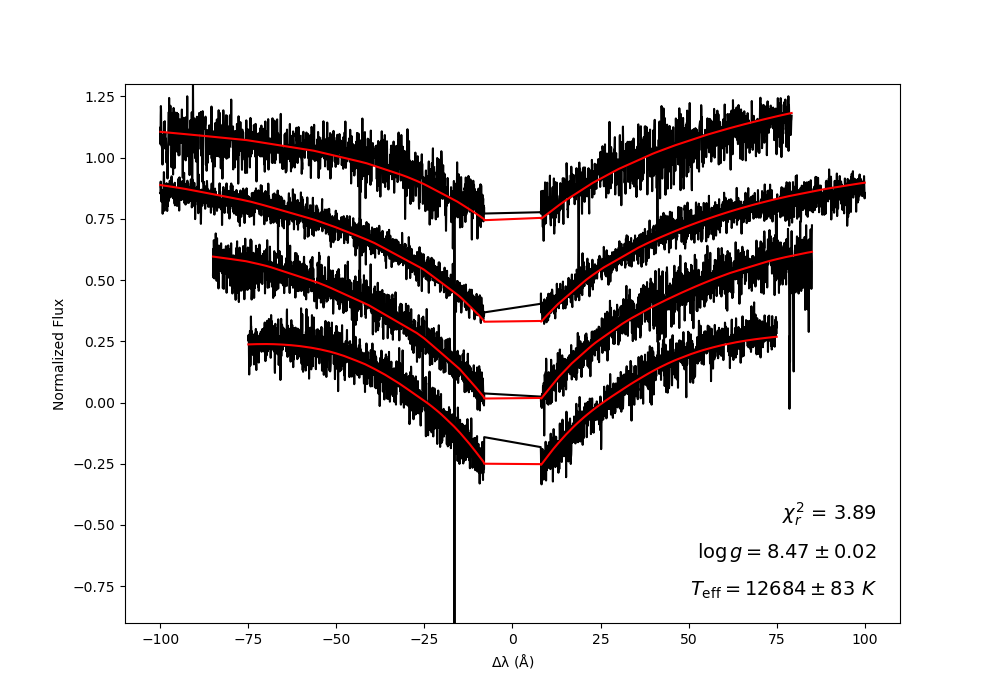 1.25
1.00
0.75
0.50
0.25
0.00
−0.25
−0.50
−0.75
Normalized Flux
χ²ᵣ = 3.89
log g = 8.47 ± 0.02
T_eff = 12684 ± 83 K
−100 −75 −50 −25 0 25 50 75 100
Δλ (Å)